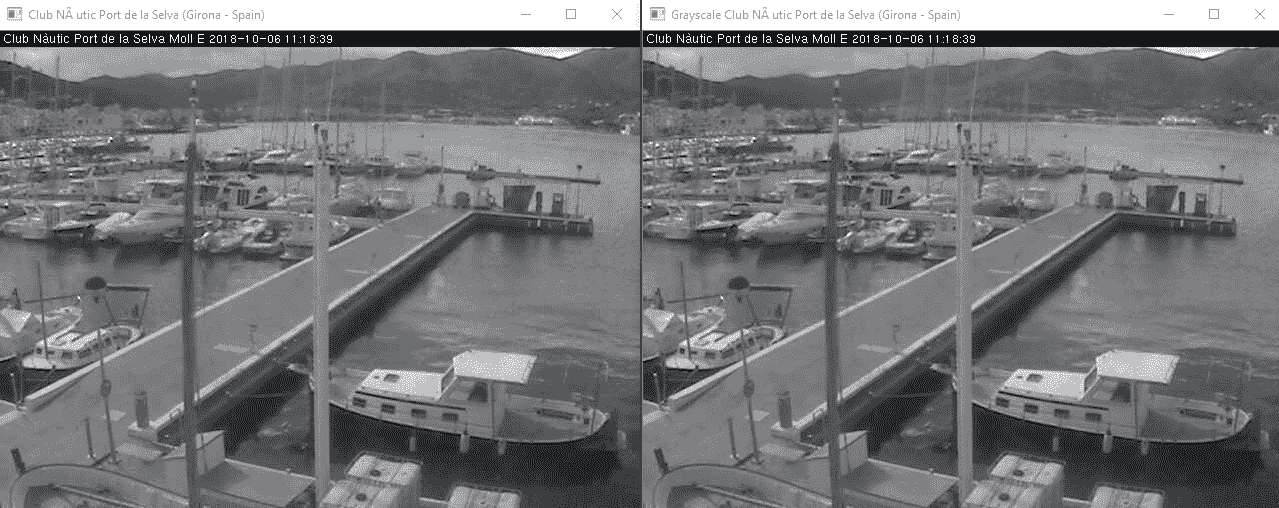 Club NÃ utic Port de la Selva (Girona - Spain)
Club Nàutic Port de la Selva Moll E 2018-10-06 11:18:39
Grayscale Club NÃ utic Port de la Selva (Girona - Spain)
Club Nàutic Port de la Selva Moll E 2018-10-06 11:18:39